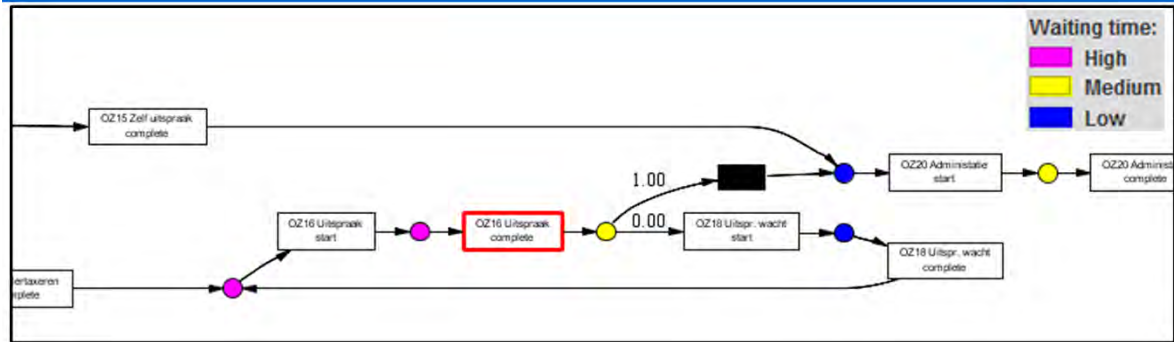 Waiting time:
High
Medium
Low
OZ15 Zelf uitspraak
complete
OZ20 Administatie
start
OZ20 Administ
complete
1.00
0.00
OZ16 Uitspraak
start
OZ16 Uitspraak
complete
OZ18 Uitspr. wacht
start
OZ18 Uitspr. wacht
complete
ertaxeren
plete